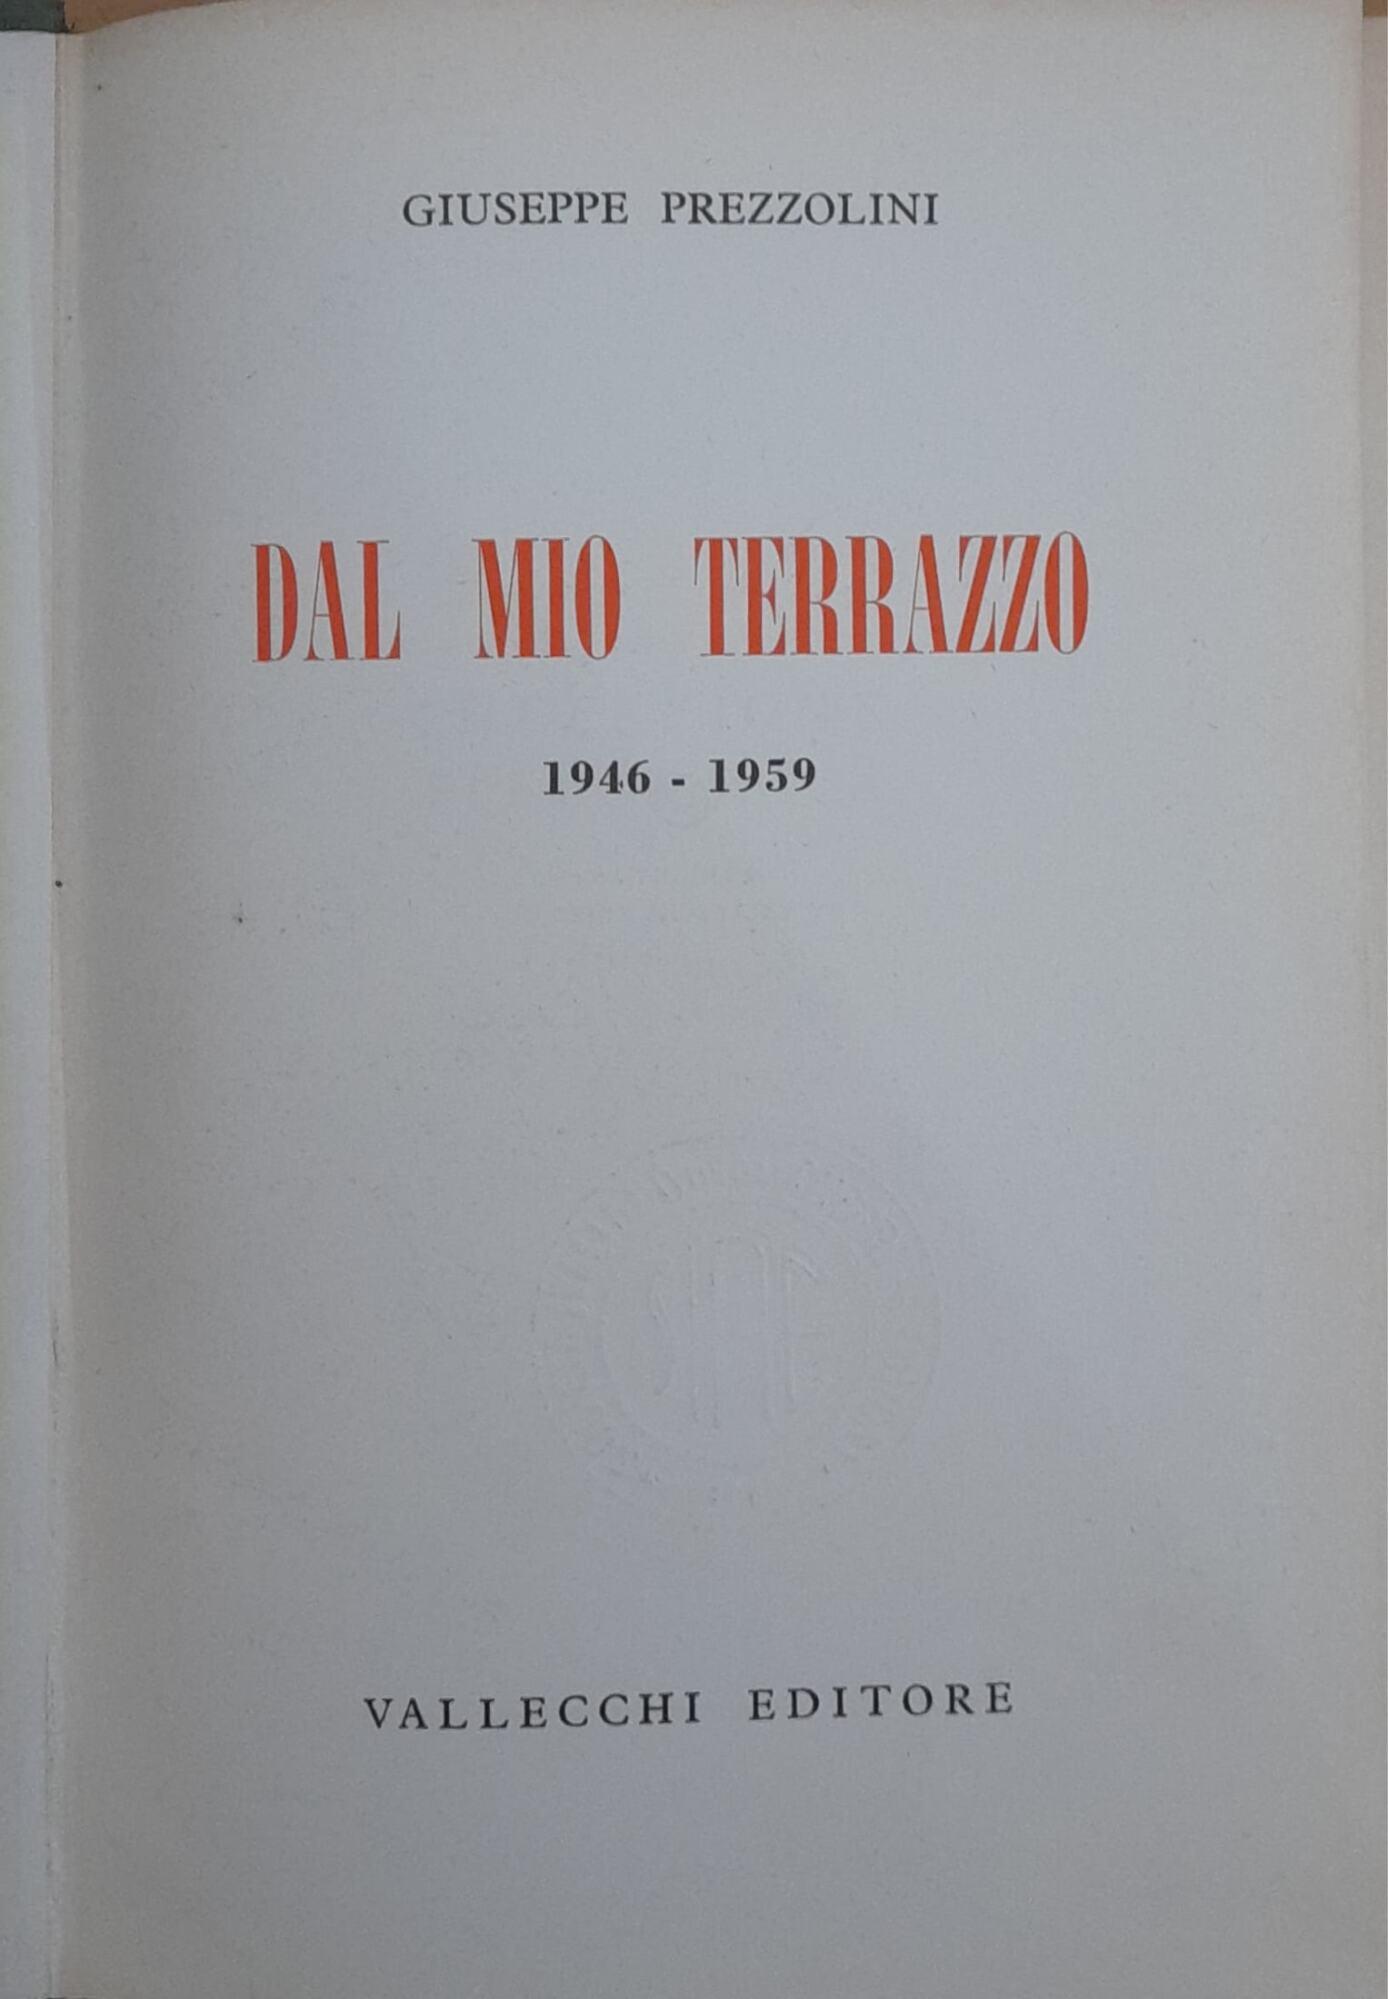 GIUSEPPE PREZZOLINI
DAL MIO TERRAZZO
1946 - 1959
VALLECCHI EDITORE